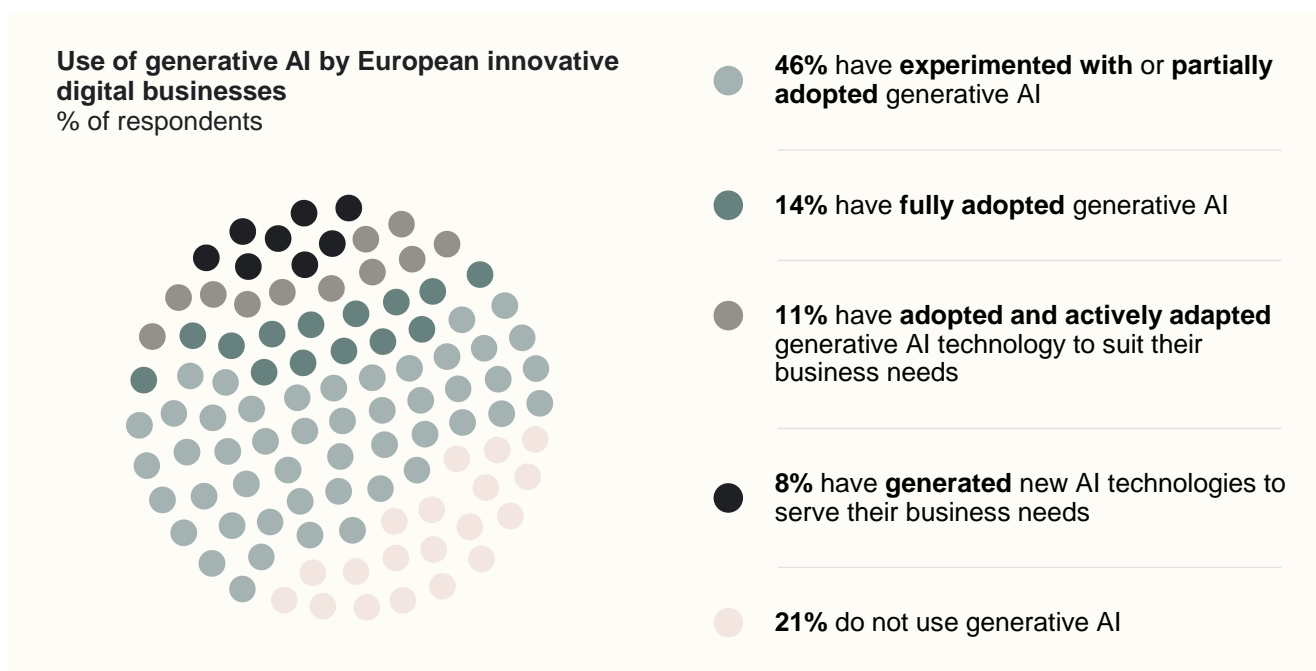 Use of generative AI by European innovative
digital businesses
% of respondents
46% have experimented with or partially
adopted generative AI
14% have fully adopted generative AI
11% have adopted and actively adapted
generative AI technology to suit their
business needs
8% have generated new AI technologies to
serve their business needs
21% do not use generative AI